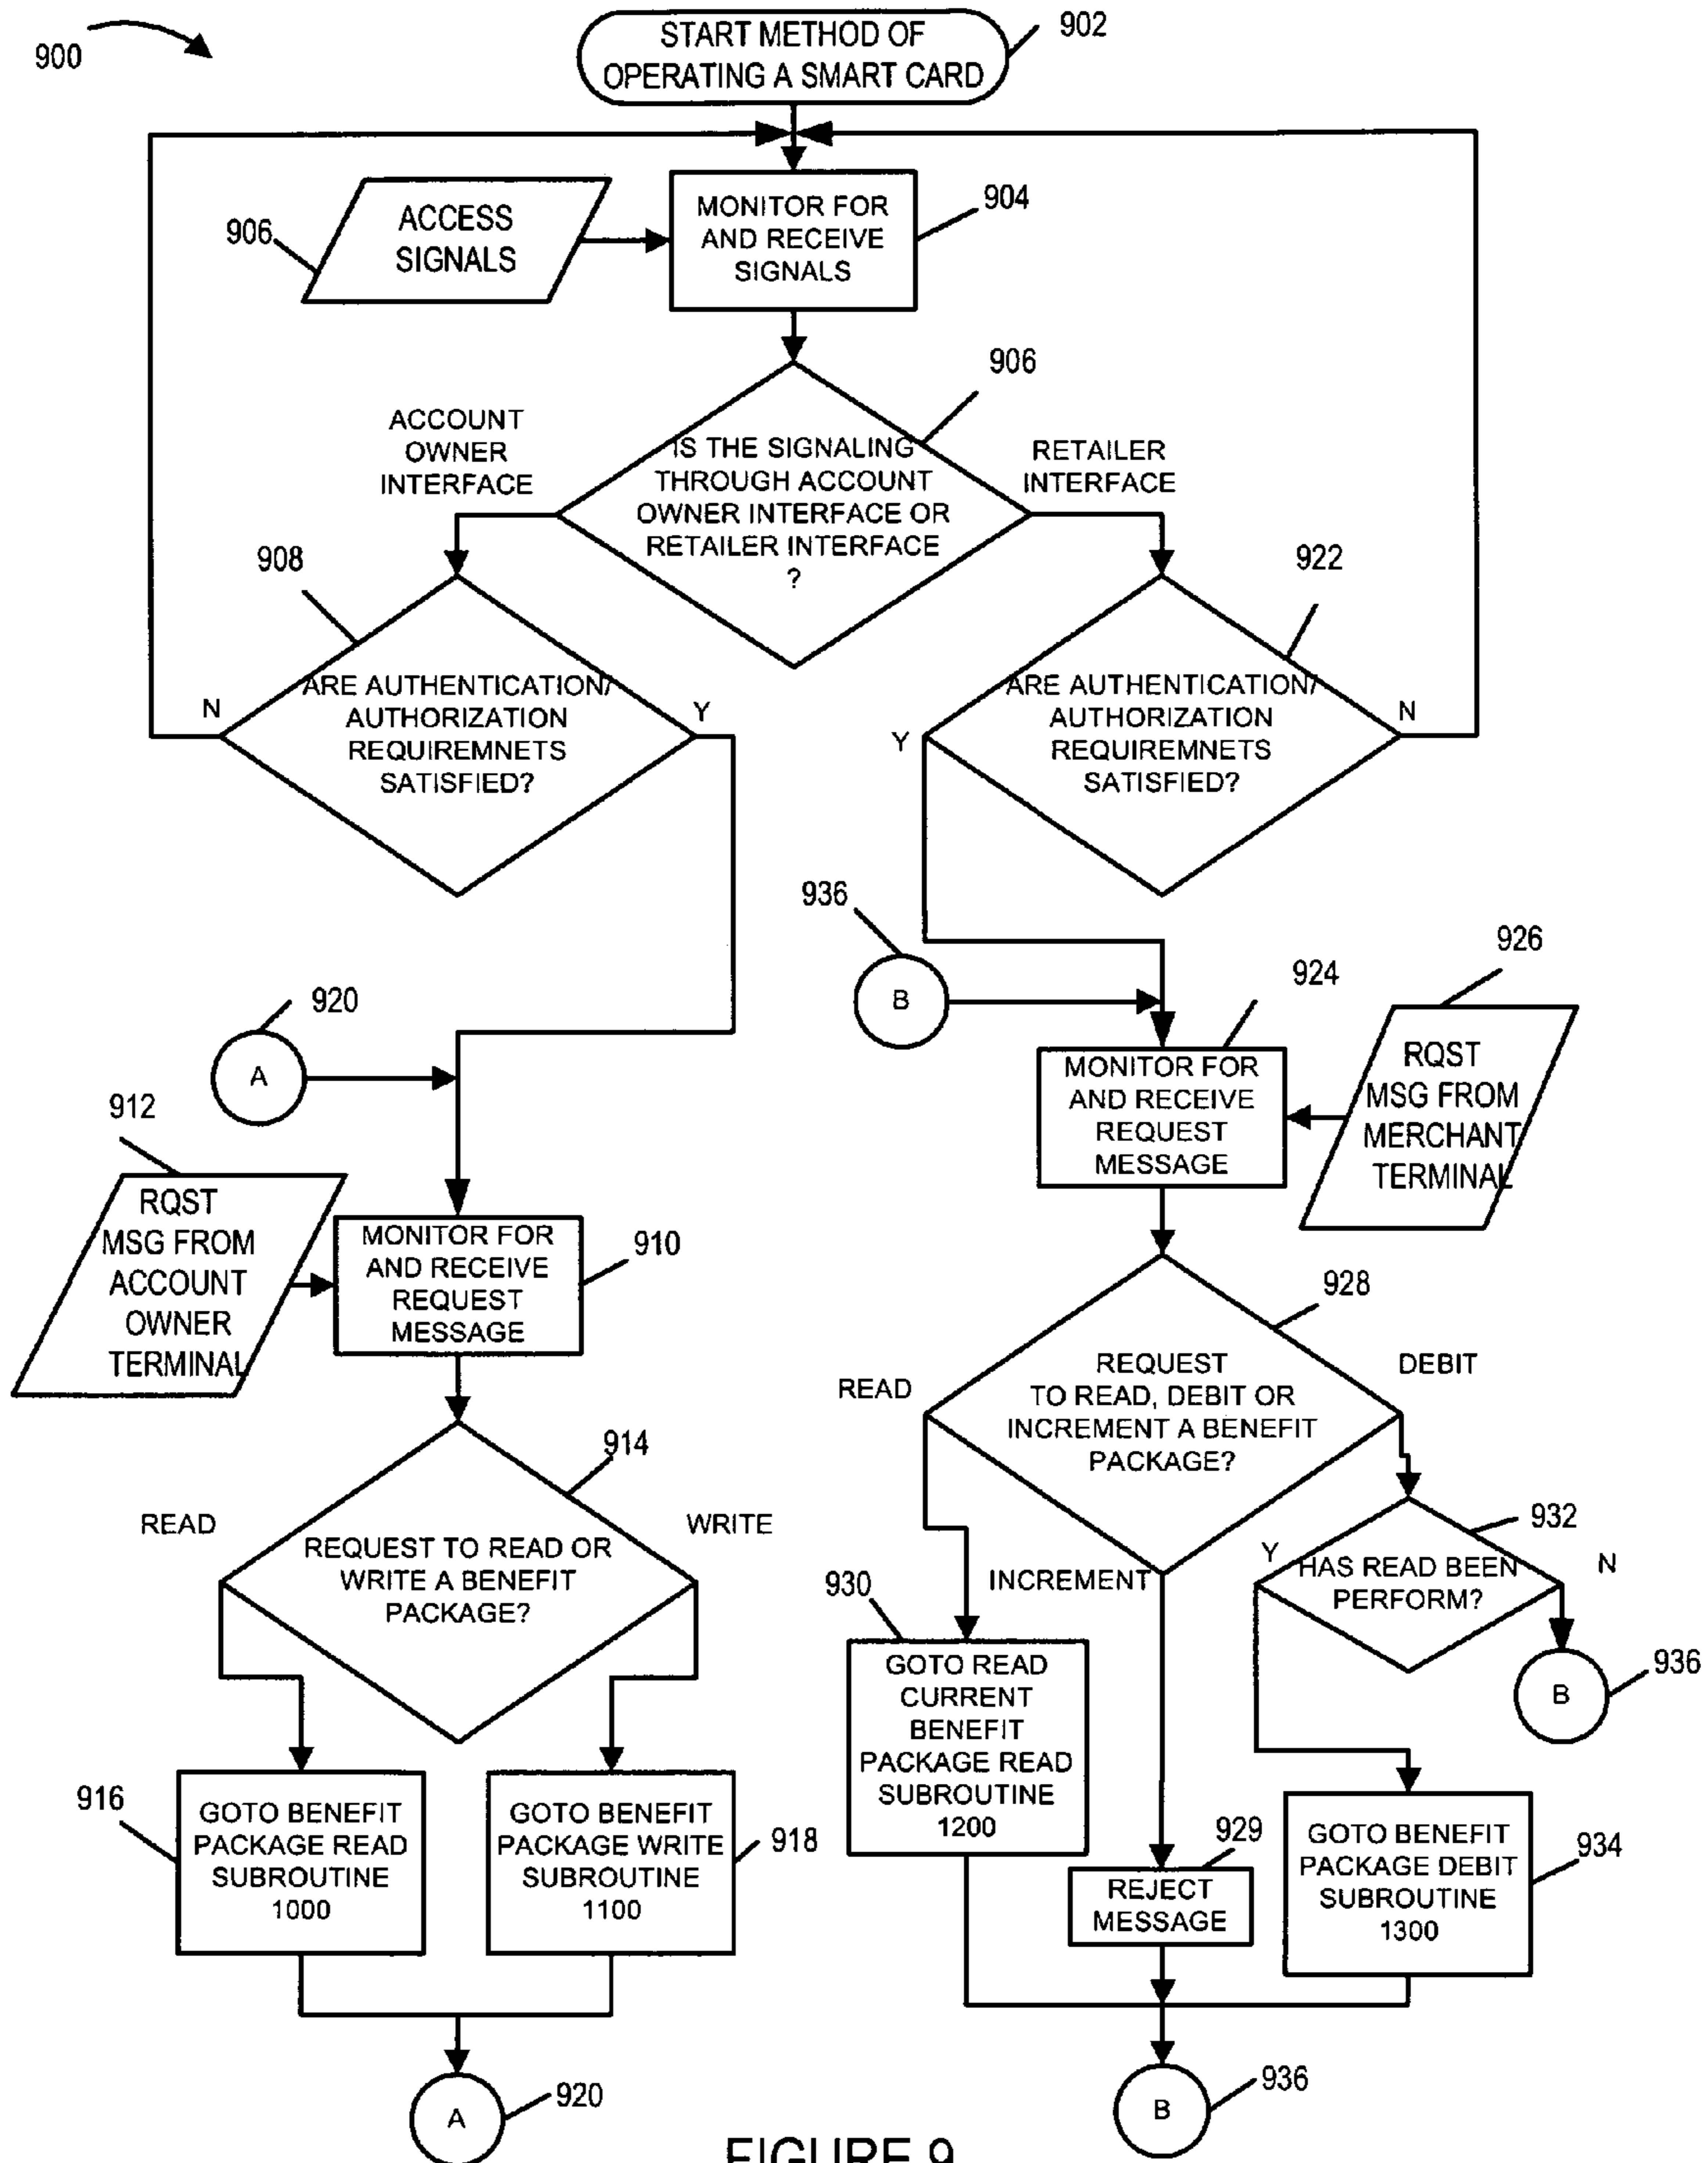 900
START METHOD OF
OPERATING A SMART CARD
902
ACCESS
SIGNALS
906
MONITOR FOR
AND RECEIVE
SIGNALS
904
906
ACCOUNT
OWNER
INTERFACE
IS THE SIGNALING
THROUGH ACCOUNT
OWNER INTERFACE OR
RETAILER INTERFACE
?
RETAILER
INTERFACE
908
N
ARE AUTHENTICATION/
AUTHORIZATION
REQUIREMNETS
SATISFIED?
Y
922
Y
ARE AUTHENTICATION/
AUTHORIZATION
REQUIREMNETS
SATISFIED?
N
920
A
912
RQST
MSG FROM
ACCOUNT
OWNER
TERMINAL
MONITOR FOR
AND RECEIVE
REQUEST
MESSAGE
910
914
READ
REQUEST TO READ OR
WRITE A BENEFIT
PACKAGE?
WRITE
916
GOTO BENEFIT
PACKAGE READ
SUBROUTINE
1000
GOTO BENEFIT
PACKAGE WRITE
SUBROUTINE
1100
918
A
920
936
B
924
926
MONITOR FOR
AND RECEIVE
REQUEST
MESSAGE
RQST
MSG FROM
MERCHANT
TERMINAL
928
READ
REQUEST
TO READ, DEBIT OR
INCREMENT A BENEFIT
PACKAGE?
DEBIT
INCREMENT
932
Y
HAS READ BEEN
PERFORM?
N
B
936
930
GOTO READ
CURRENT
BENEFIT
PACKAGE READ
SUBROUTINE
1200
929
REJECT
MESSAGE
GOTO BENEFIT
PACKAGE DEBIT
SUBROUTINE
1300
934
B
936
FIGURE 9